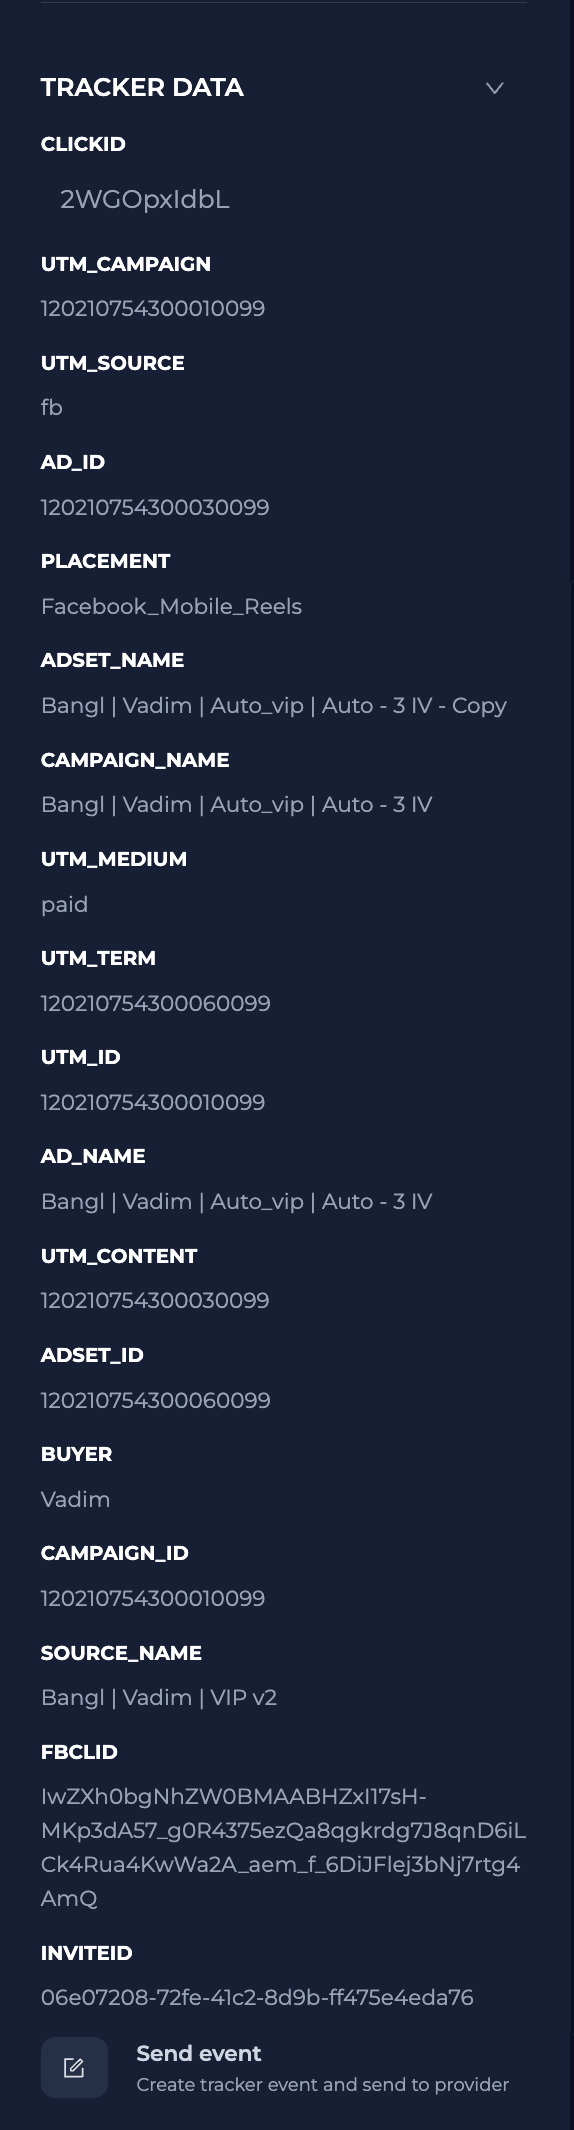 TRACKER DATA
CLICKID
2WGOpxIdbL
UTM_CAMPAIGN
120210754300010099
UTM_SOURCE
fb
AD_ID
120210754300030099
PLACEMENT
Facebook_Mobile_Reels
ADSET_NAME
Bangl | Vadim | Auto_vip | Auto - 3 IV - Copy
CAMPAIGN_NAME
Bangl | Vadim | Auto_vip | Auto - 3 IV
UTM_MEDIUM
paid
UTM_TERM
120210754300060099
UTM_ID
120210754300010099
AD_NAME
Bangl | Vadim | Auto_vip | Auto - 3 IV
UTM_CONTENT
120210754300030099
ADSET_ID
120210754300060099
BUYER
Vadim
CAMPAIGN_ID
120210754300010099
SOURCE_NAME
Bangl | Vadim | VIP v2
FBCLID
IwZXh0bgNhZW0BMAABHZxI17sH-
MKp3dA57_g0R4375ezQa8qgkrdg7J8qnD6iL
Ck4Rua4KwWa2A_aem_f_6DiJFlej3bNj7rtg4
AmQ
INVITEID
06e07208-72fe-41c2-8d9b-ff475e4eda76
Send event
Create tracker event and send to provider